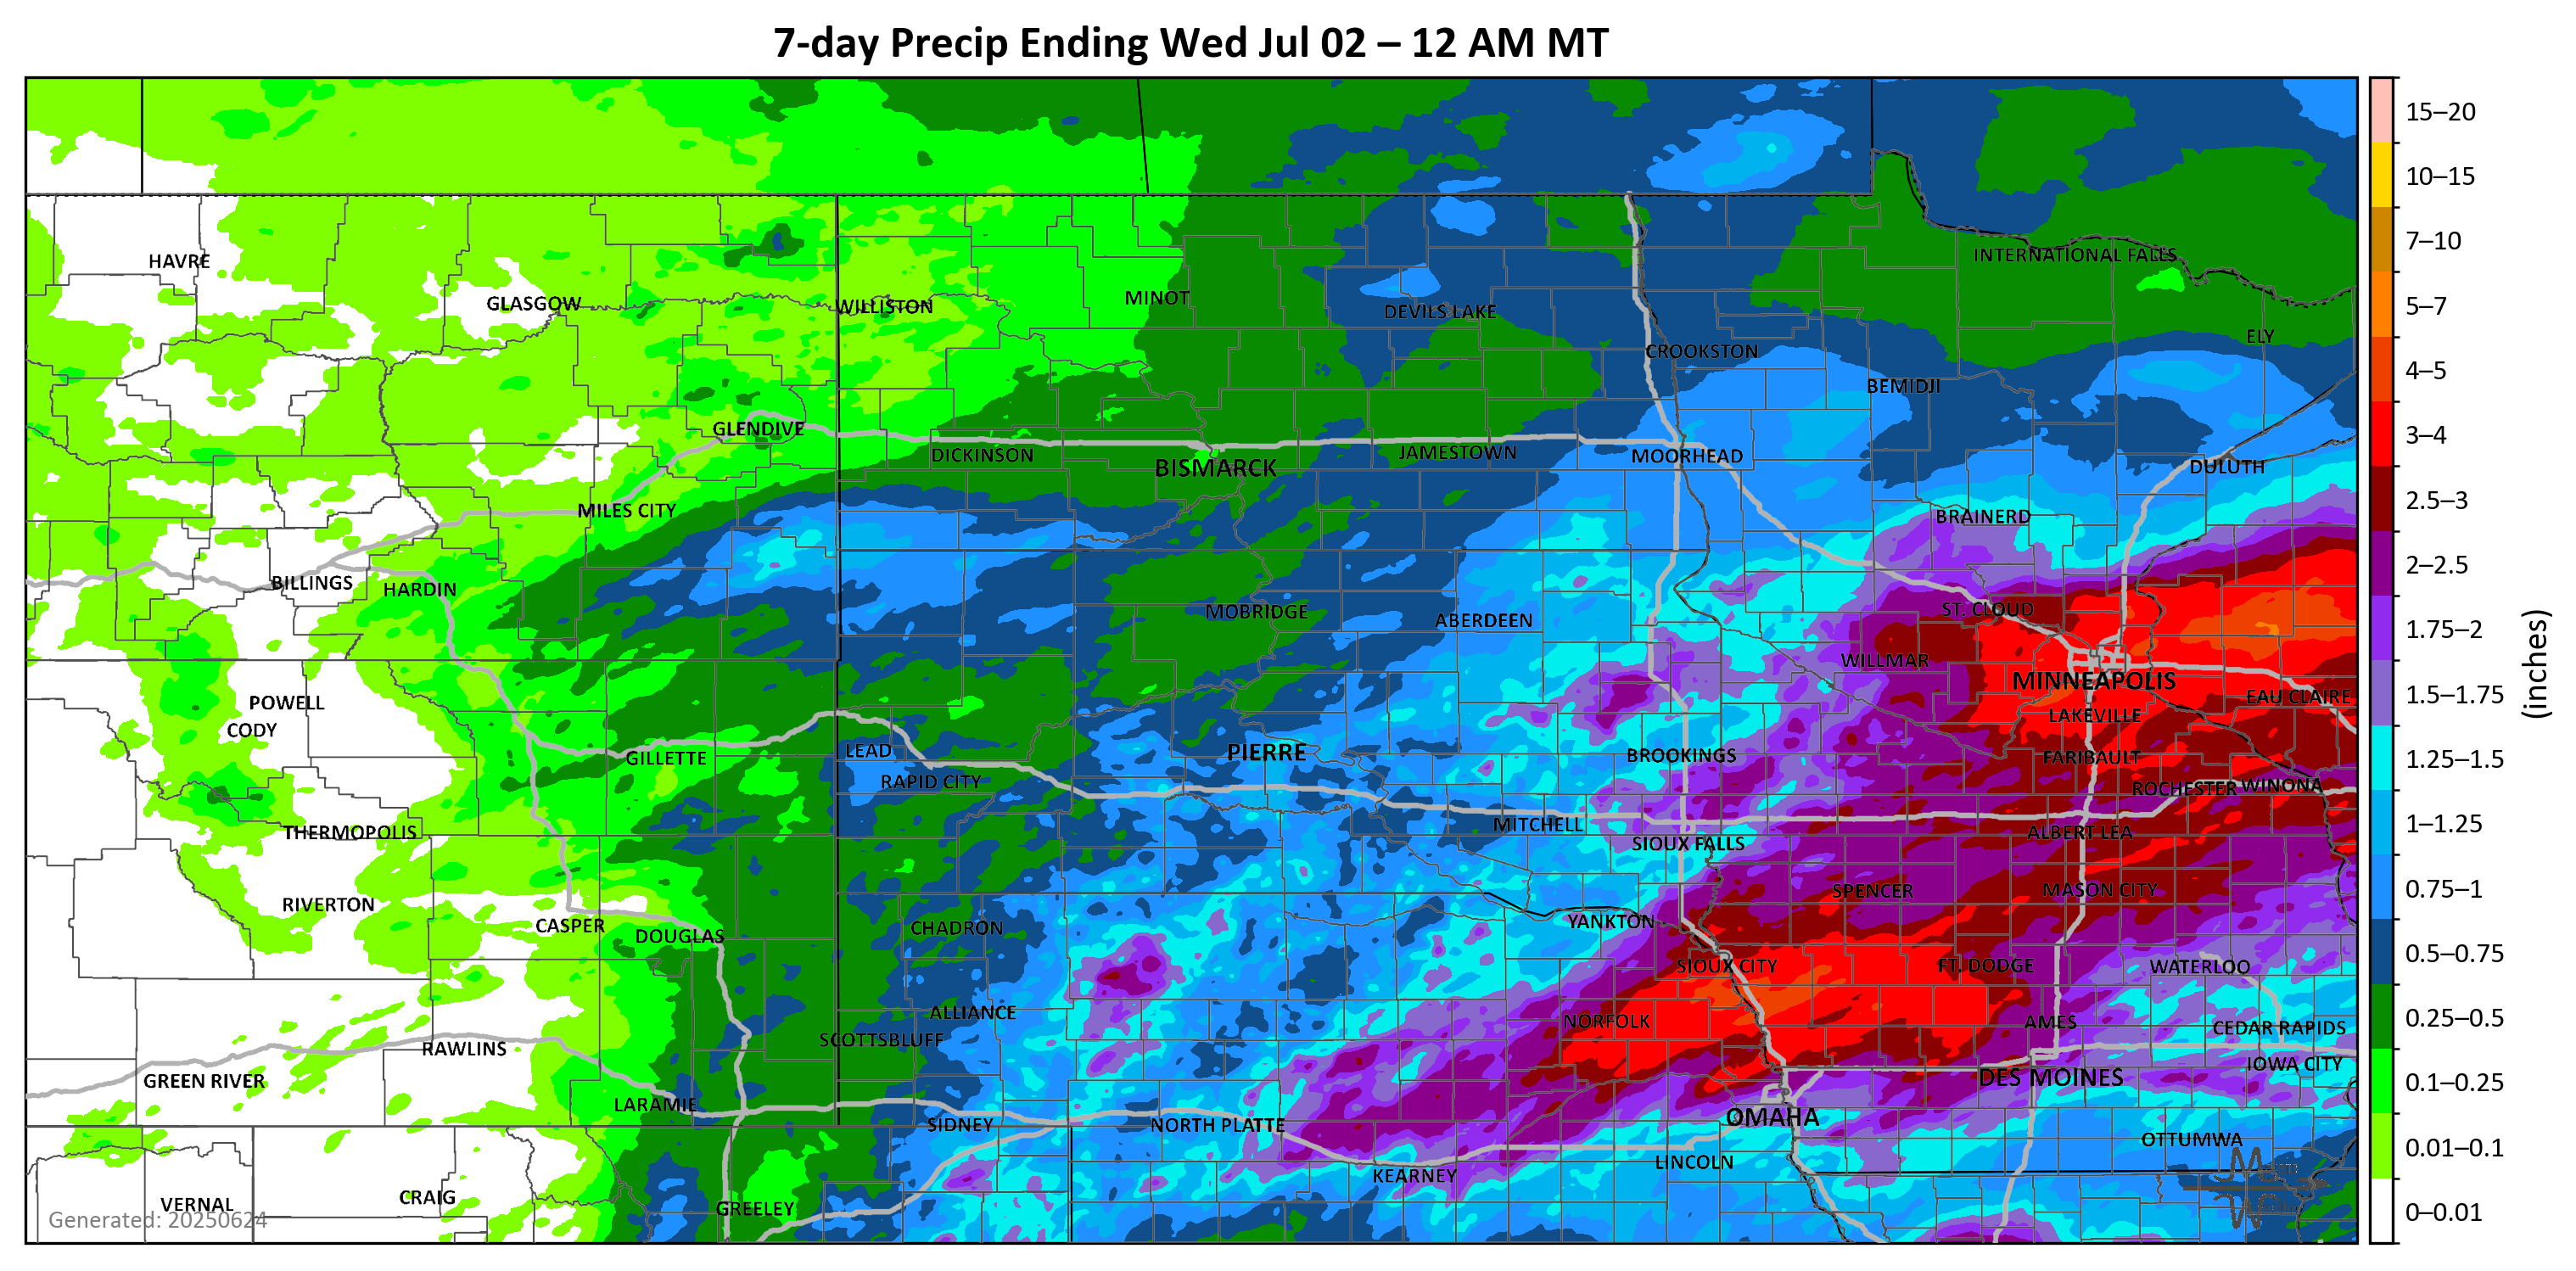 7-day Precip Ending Wed Jul 02 – 12 AM MT
INTERNATIONAL FALLS
HAVRE
GLASGOW
WILLISTON
MINOT
DEVILS LAKE
ELY
CROOKSTON
BEMIDJI
GLENDIVE
DICKINSON
BISMARCK
JAMESTOWN
MOORHEAD
DULUTH
MILES CITY
BRAINERD
BILLINGS
HARDIN
MOBRIDGE
ABERDEEN
ST. CLOUD
WILLMAR
MINNEAPOLIS
EAU CLAIRE
POWELL
CODY
LAKEVILLE
GILLETTE
LEAD
PIERRE
BROOKINGS
FARIBAULT
RAPID CITY
ROCHESTER
WINONA
THERMOPOLIS
MITCHELL
SIOUX FALLS
ALBERT LEA
RIVERTON
SPENCER
MASON CITY
CASPER
DOUGLAS
CHADRON
YANKTON
SIOUX CITY
FT. DODGE
WATERLOO
ALLIANCE
NORFOLK
AMES
CEDAR RAPIDS
SCOTTSBLUFF
RAWLINS
GREEN RIVER
IOWA CITY
DES MOINES
LARAMIE
SIDNEY
NORTH PLATTE
OMAHA
OTTUMWA
KEARNEY
LINCOLN
VERNAL
CRAIG
GREELEY
Generated: 20250624
15–20
10–15
7–10
5–7
4–5
3–4
2.5–3
2–2.5
1.75–2
1.5–1.75
1.25–1.5
1–1.25
0.75–1
0.5–0.75
0.25–0.5
0.1–0.25
0.01–0.1
0–0.01
(inches)